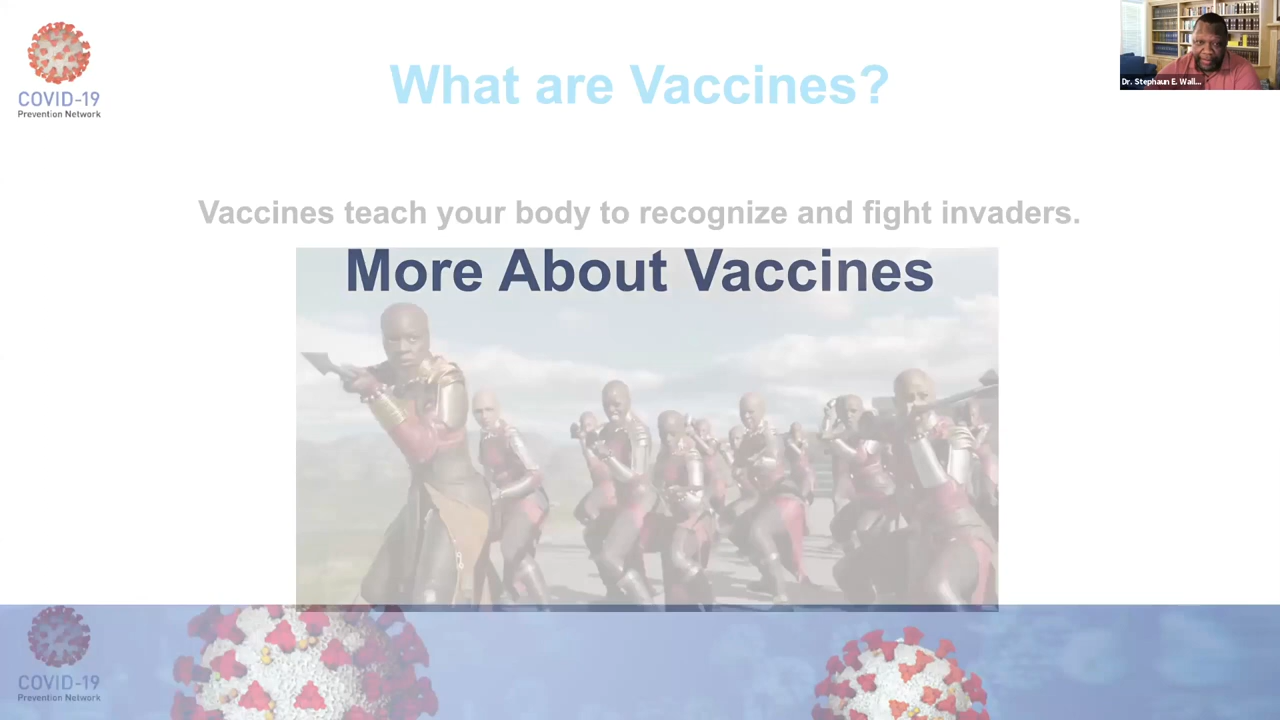 COVID-19
Prevention Network
What are Vaccines?
Dr. Stephaun E. Wall...
Vaccines teach your body to recognize and fight invaders.
More About Vaccines
COVID-19
Prevention Network